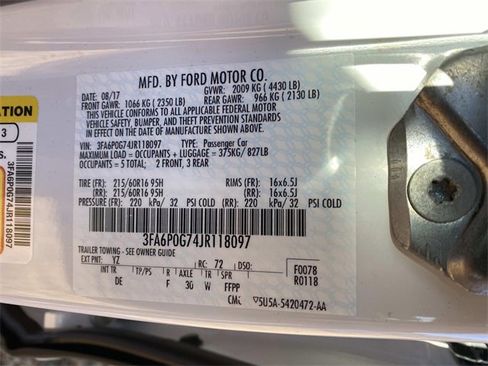 MFD. BY FORD MOTOR CO.
DATE: 08/17 GVWR: 2009 KG ( 4430 LB)
FRONT GAWR: 1066 KG ( 2350 LB) REAR GAWR: 966 KG ( 2130 LB)
THIS VEHICLE CONFORMS TO ALL APPLICABLE FEDERAL MOTOR
VEHICLE SAFETY, BUMPER, AND THEFT PREVENTION STANDARDS
IN EFFECT ON THE DATE OF MANUFACTURE SHOWN ABOVE.
VIN: 3FA6P0G74JR118097 TYPE: Passenger Car
MAXIMUM LOAD = OCCUPANTS + LUGGAGE = 375KG/ 827LB
OCCUPANTS = 5 TOTAL, 2 FRONT, 3 REAR
TIRE (FR): 215/60R16 95H RIMS (FR): 16x6.5J
(RR): 215/60R16 95H (RR): 16x6.5J
PRESSURE (FR): 220 kPa/ 32 PSI COLD (RR): 220 kPa/ 32 PSI COLD
3FA6P0G74JR118097
TRAILER TOWING - SEE OWNER GUIDE
EXT PNT: YZ RC: 72 DSO: F0078
INT TR TP/PS R AXLE TR SPR R0118
DE F 30 W FFPP
▽5U5A-5420472-AA
3
3FA6P0G74JR118097